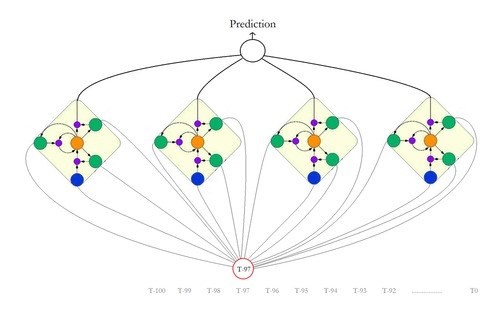 Prediction
T-97
T-100 T-99 T-98 T-97 T-96 T-95 T-94 T-93 T-92 ................ T0